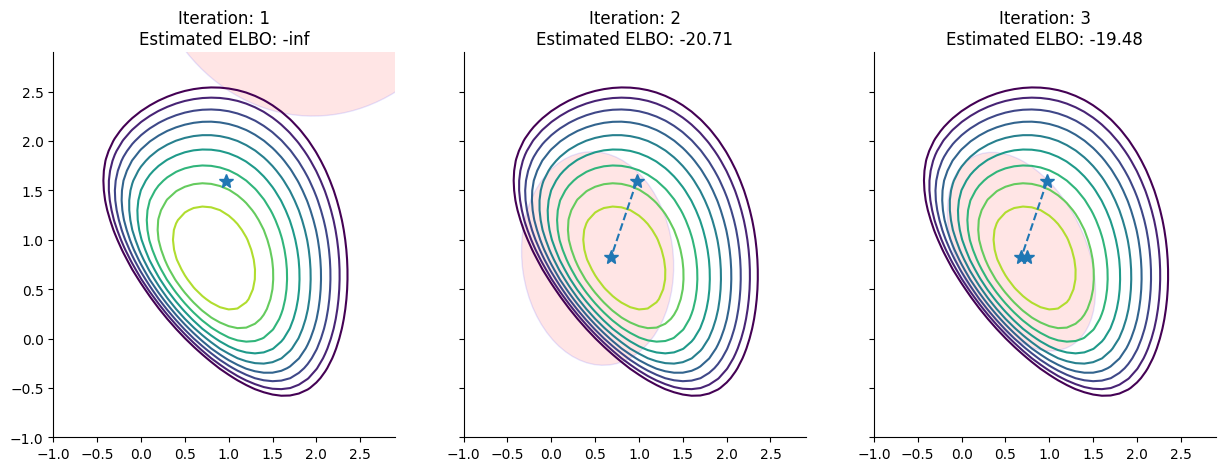 Iteration: 1
Estimated ELBO: -inf
Iteration: 2
Estimated ELBO: -20.71
Iteration: 3
Estimated ELBO: -19.48
2.5
2.0
1.5
1.0
0.5
0.0
−0.5
−1.0
−1.0 −0.5 0.0 0.5 1.0 1.5 2.0 2.5
−1.0 −0.5 0.0 0.5 1.0 1.5 2.0 2.5
−1.0 −0.5 0.0 0.5 1.0 1.5 2.0 2.5